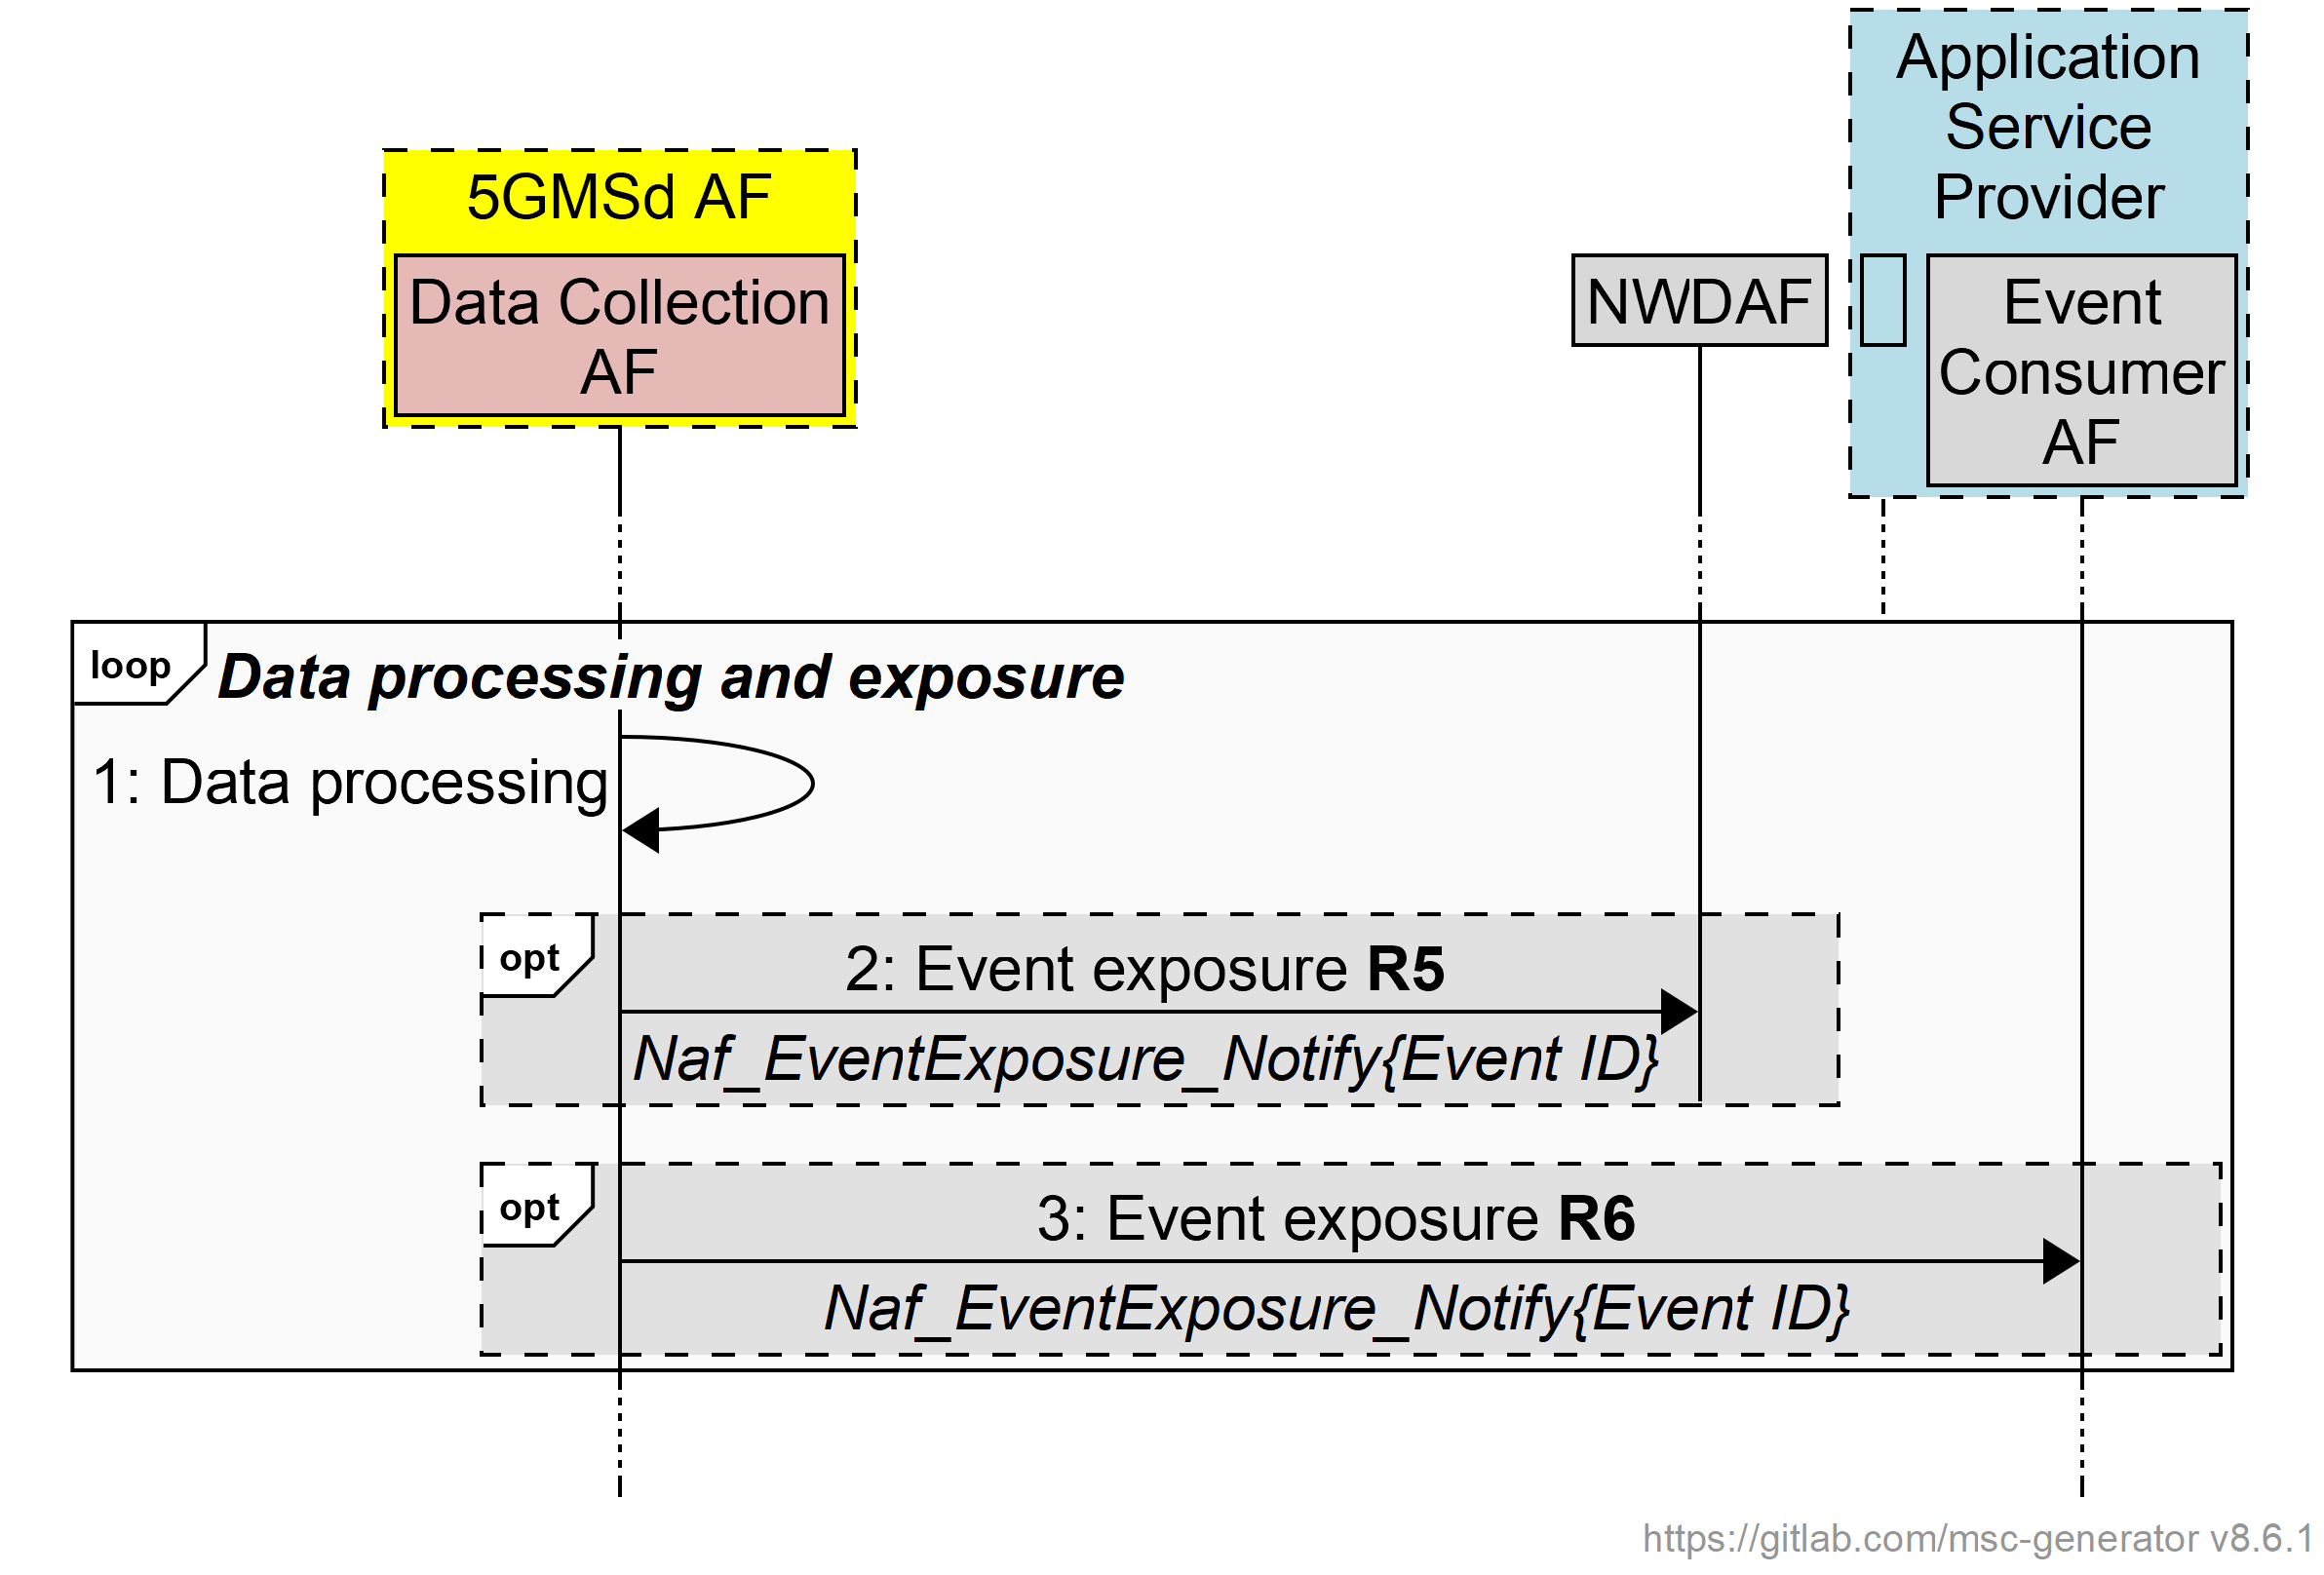 Application
Service
Provider
5GMSd AF
Data Collection
AF
NWDAF
Event
Consumer
AF
loop
Data processing and exposure
1: Data processing
opt
2: Event exposure R5
Naf_EventExposure_Notify{Event ID}
opt
3: Event exposure R6
Naf_EventExposure_Notify{Event ID}
https://gitlab.com/msc-generator v8.6.1